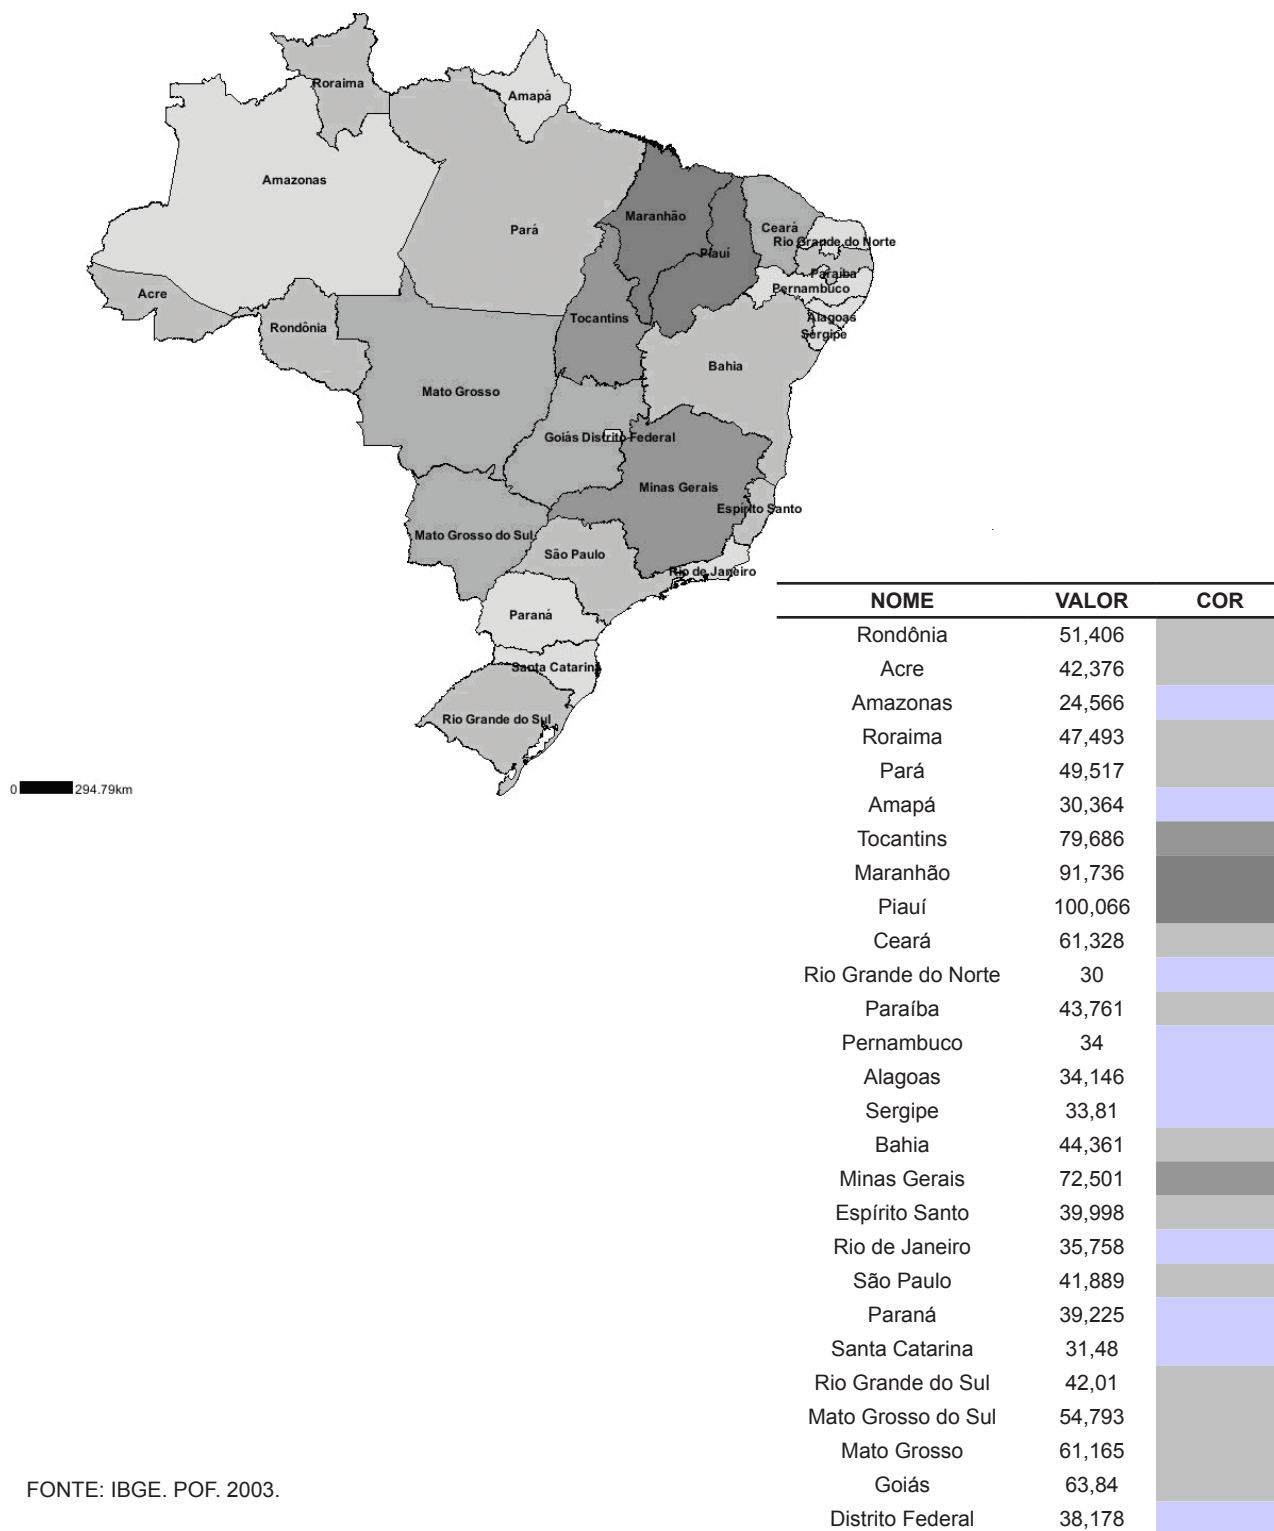 Roraima
Amapá
Amazonas
Maranhão
Pará
Ceará
Rio Grande do Norte
Piauí
Paraíba
Pernambuco
Acre
Tocantins
Alagoas
Rondônia
Sergipe
Bahia
Mato Grosso
Goiás Distrito Federal
Minas Gerais
Espírito Santo
Mato Grosso do Sul
São Paulo
Rio de Janeiro
Paraná
Santa Catarina
Rio Grande do Sul
0 294.79km
NOME VALOR COR
Rondônia 51,406
Acre 42,376
Amazonas 24,566
Roraima 47,493
Pará 49,517
Amapá 30,364
Tocantins 79,686
Maranhão 91,736
Piauí 100,066
Ceará 61,328
Rio Grande do Norte 30
Paraíba 43,761
Pernambuco 34
Alagoas 34,146
Sergipe 33,81
Bahia 44,361
Minas Gerais 72,501
Espírito Santo 39,998
Rio de Janeiro 35,758
São Paulo 41,889
Paraná 39,225
Santa Catarina 31,48
Rio Grande do Sul 42,01
Mato Grosso do Sul 54,793
Mato Grosso 61,165
Goiás 63,84
Distrito Federal 38,178
FONTE: IBGE. POF. 2003.